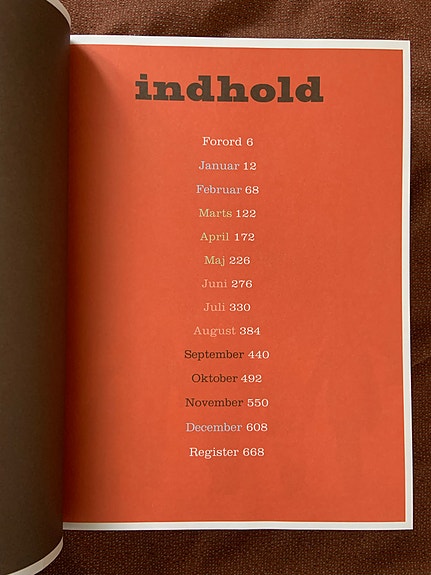 indhold
Forord 6
Januar 12
Februar 68
Marts 122
April 172
Maj 226
Juni 276
Juli 330
August 384
September 440
Oktober 492
November 550
December 608
Register 668